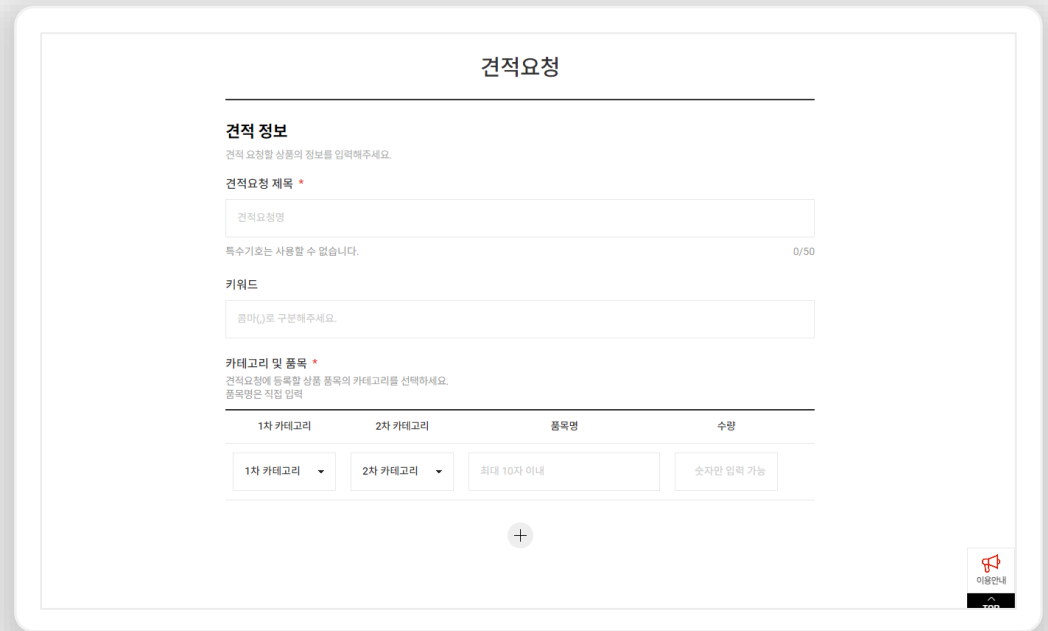 견적요청
견적 정보
견적 요청할 상품의 정보를 입력해주세요.
견적요청 제목 *
견적요청명
특수기호는 사용할 수 없습니다. 0/50
키워드
콤마(,)로 구분해주세요.
카테고리 및 품목 *
견적요청에 등록할 상품 품목의 카테고리를 선택하세요.
품목명은 직접 입력
1차 카테고리 2차 카테고리 품목명 수량
1차 카테고리 2차 카테고리 최대 10자 이내 숫자만 입력 가능
이용안내
TOP